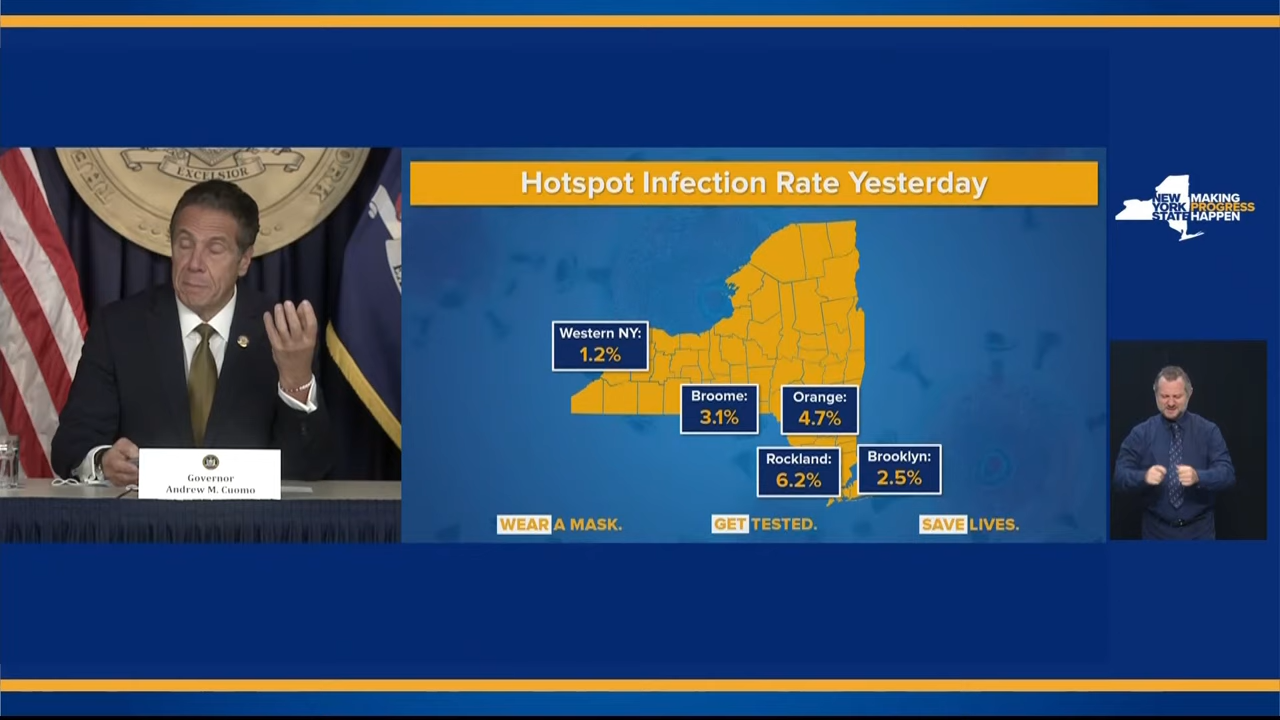 Hotspot Infection Rate Yesterday
EXCELSIOR
NEW
YORK
STATE
MAKING
PROGRESS
HAPPEN
Western NY:
1.2%
Broome:
3.1%
Orange:
4.7%
Rockland:
6.2%
Brooklyn:
2.5%
Governor
Andrew M. Cuomo
WEAR A MASK.
GET TESTED.
SAVE LIVES.